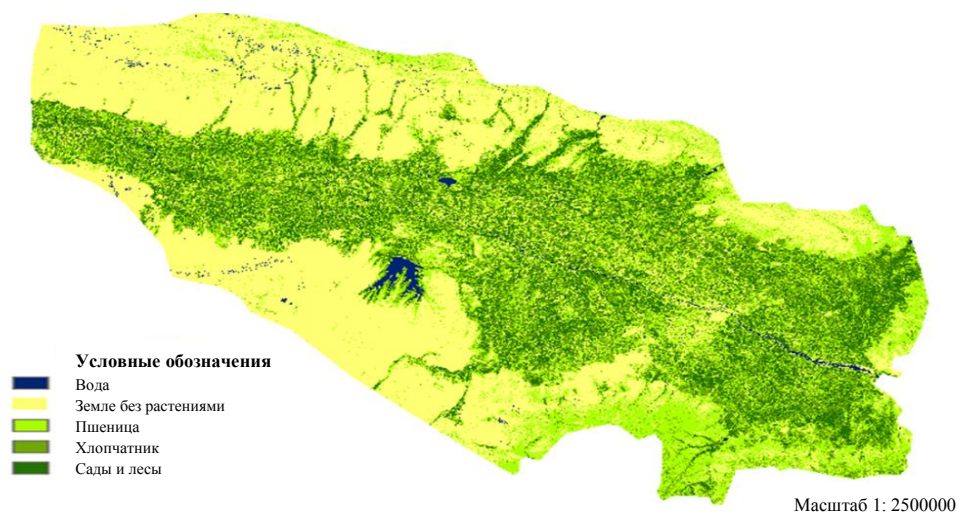 Условные обозначения
Вода
Земле без растениями
Пшеница
Хлопчатник
Сады и лесы
Масштаб 1: 2500000